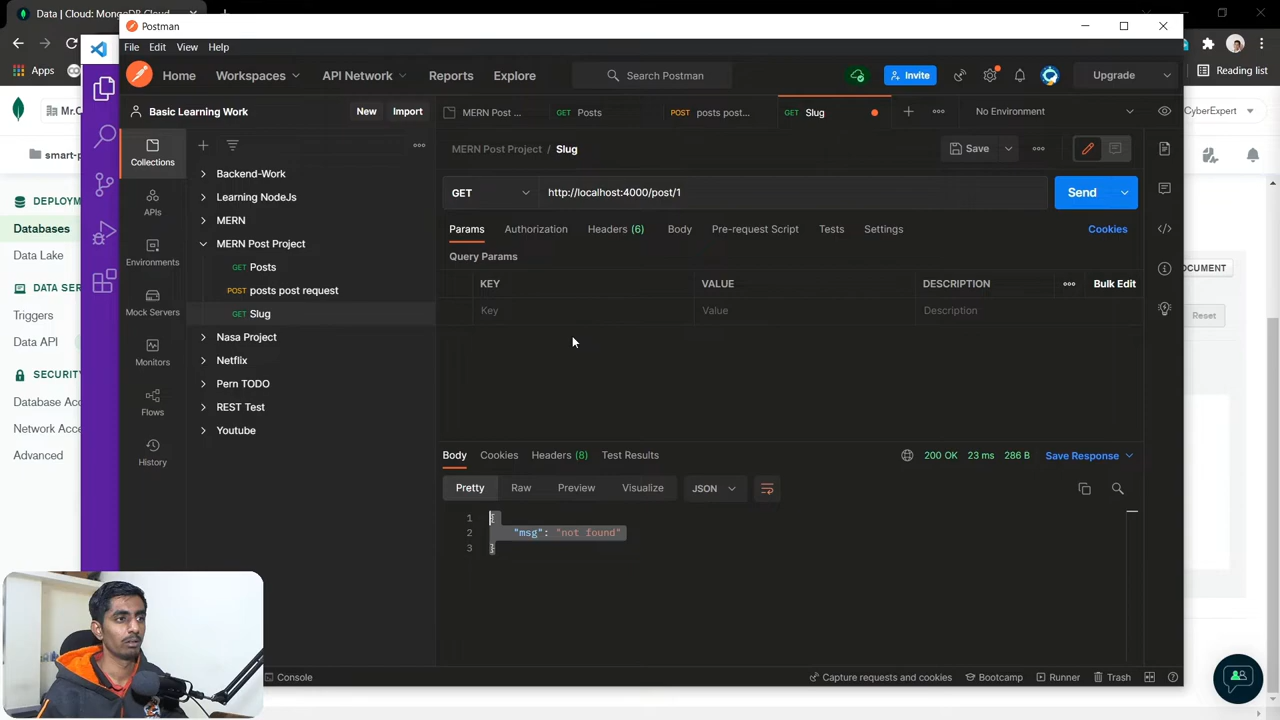 Data | Cloud: MongoDB Cloud
Postman
File Edit View Help
Apps
Reading list
Home Workspaces API Network Reports Explore Search Postman Invite Upgrade
Mr.C
Basic Learning Work New Import
MERN Post ... GET Posts POST posts post... GET Slug No Environment
CyberExpert
smart-p
Collections
APIs
Environments
Mock Servers
Monitors
Flows
History
Backend-Work
Learning NodeJs
MERN
MERN Post Project
GET Posts
POST posts post request
GET Slug
Nasa Project
Netflix
Pern TODO
REST Test
Youtube
MERN Post Project / Slug Save
GET http://localhost:4000/post/1 Send
Params Authorization Headers (6) Body Pre-request Script Tests Settings Cookies
Query Params
KEY VALUE DESCRIPTION Bulk Edit
Key Value Description
Body Cookies Headers (8) Test Results 200 OK 23 ms 286 B Save Response
Pretty Raw Preview Visualize JSON
1 {
2 "msg": "not found"
3 }
Console Capture requests and cookies Bootcamp Runner Trash
DEPLOYM
Databases
Data Lake
DATA SER
Triggers
Data API
SECURIT
Database Acc
Network Acce
Advanced
OCUMENT
Reset